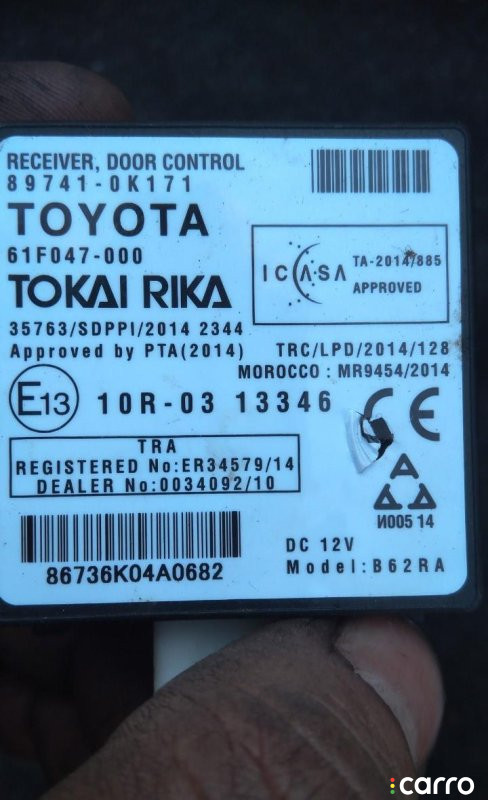 RECEIVER, DOOR CONTROL
89741-0K171
TOYOTA
61F047-000
TOKAI RIKA
ICASA TA-2014/885
APPROVED
35763/SDPPI/2014 2344
Approved by PTA(2014) TRC/LPD/2014/128
MOROCCO : MR9454/2014
E13 10R-03 13346 CE
TRA
REGISTERED No:ER34579/14
DEALER No:0034092/10
И005 14
86736K04A0682
DC 12V
Model:B62RA
carro